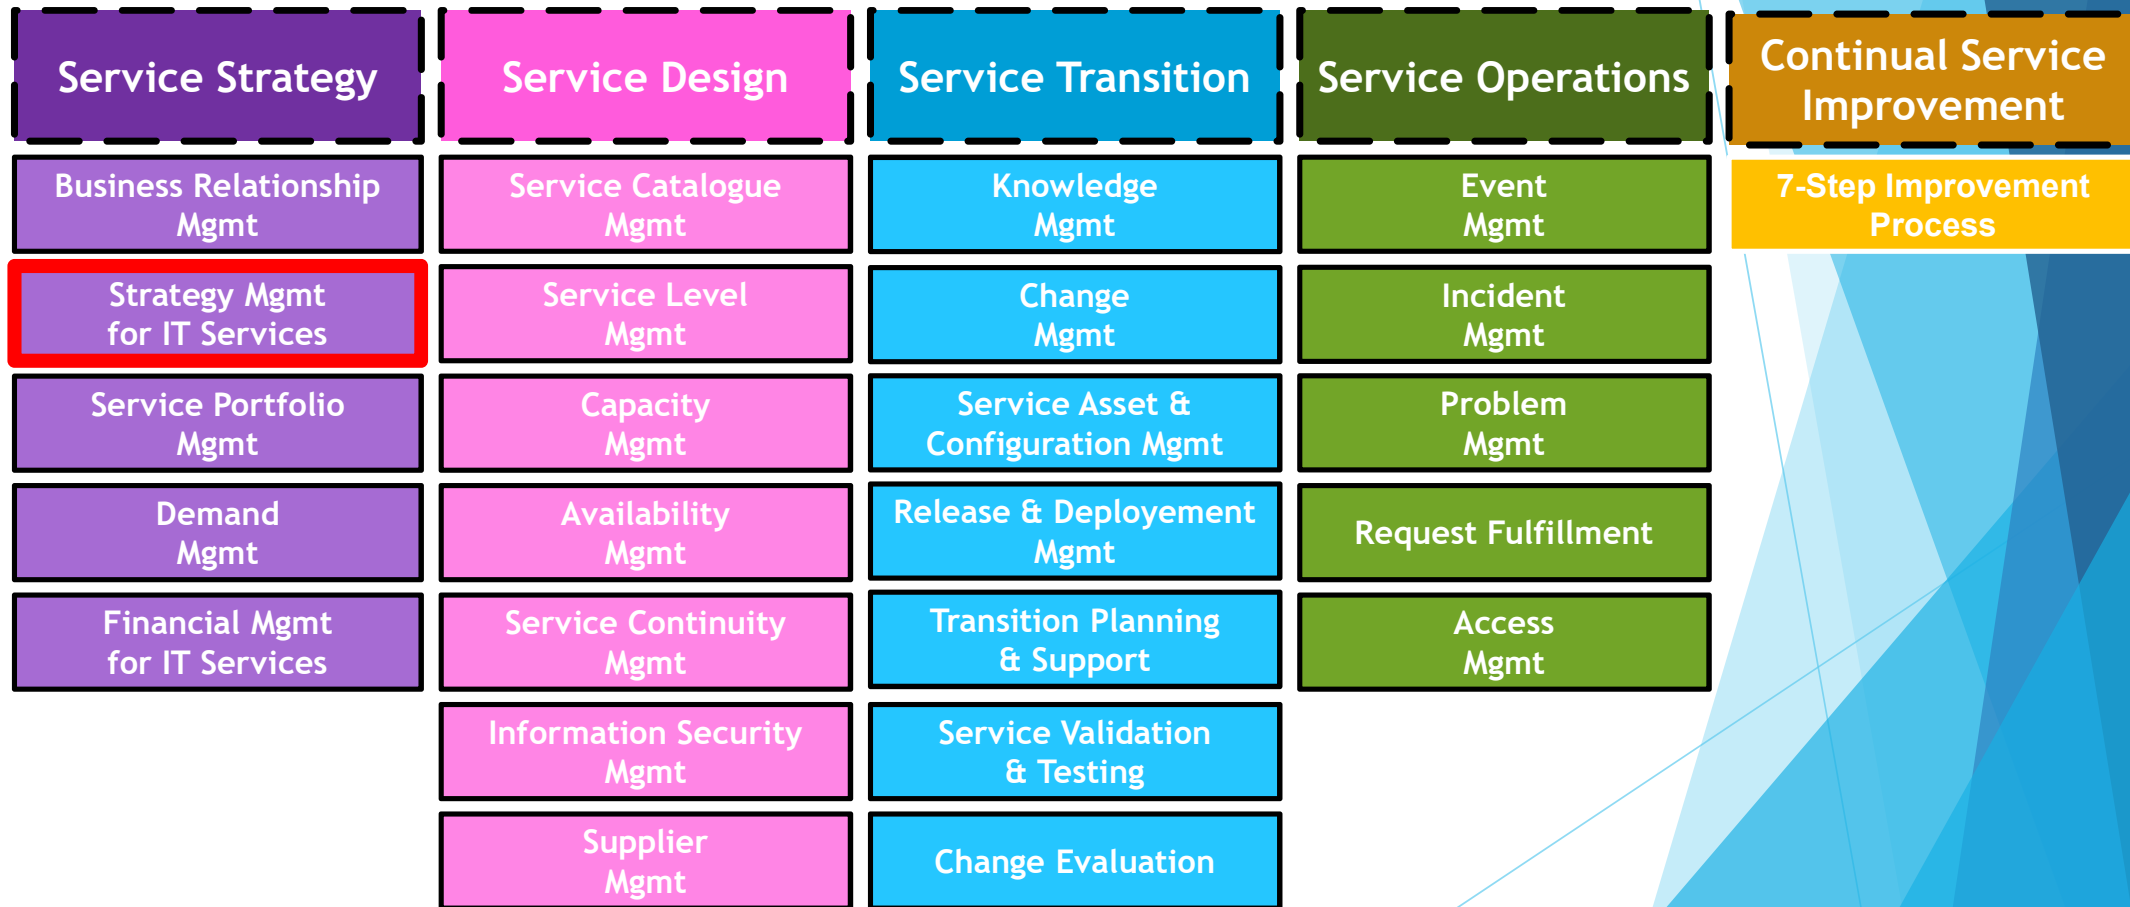 Service Strategy
Business Relationship
Mgmt
Strategy Mgmt
for IT Services
Service Portfolio
Mgmt
Demand
Mgmt
Financial Mgmt
for IT Services
Service Design
Service Catalogue
Mgmt
Service Level
Mgmt
Capacity
Mgmt
Availability
Mgmt
Service Continuity
Mgmt
Information Security
Mgmt
Supplier
Mgmt
Service Transition
Knowledge
Mgmt
Change
Mgmt
Service Asset &
Configuration Mgmt
Release & Deployement
Mgmt
Transition Planning
& Support
Service Validation
& Testing
Change Evaluation
Service Operations
Event
Mgmt
Incident
Mgmt
Problem
Mgmt
Request Fulfillment
Access
Mgmt
Continual Service
Improvement
7-Step Improvement
Process